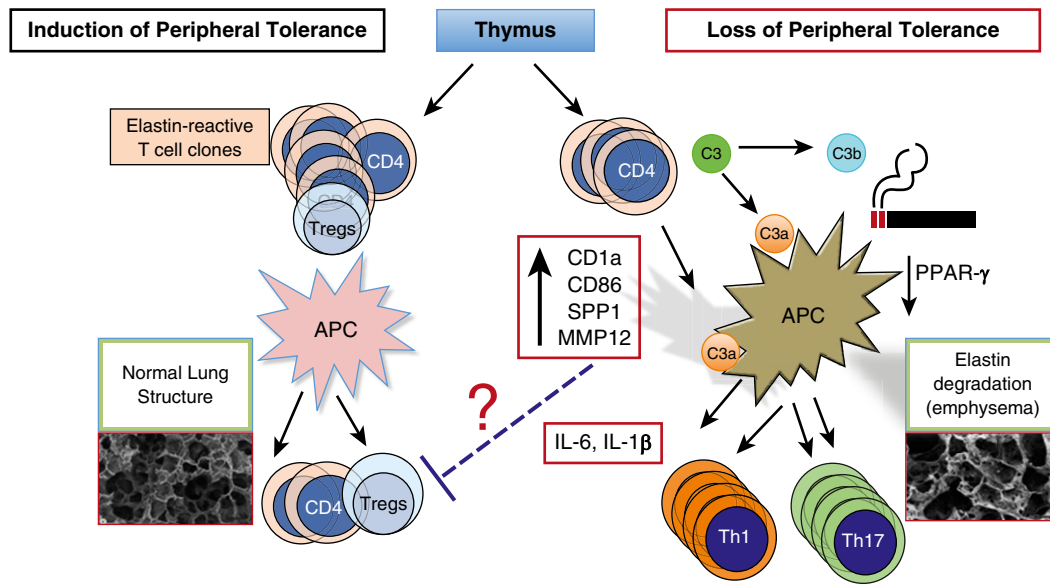 Induction of Peripheral Tolerance
Thymus
Loss of Peripheral Tolerance
Elastin-reactive
T cell clones
CD4
CD4
Tregs
APC
Normal Lung
Structure
CD4
Tregs
?
CD4
C3
C3b
C3a
CD1a
CD86
SPP1
MMP12
PPAR-γ
APC
C3a
Elastin
degradation
(emphysema)
IL-6, IL-1β
Th1
Th17